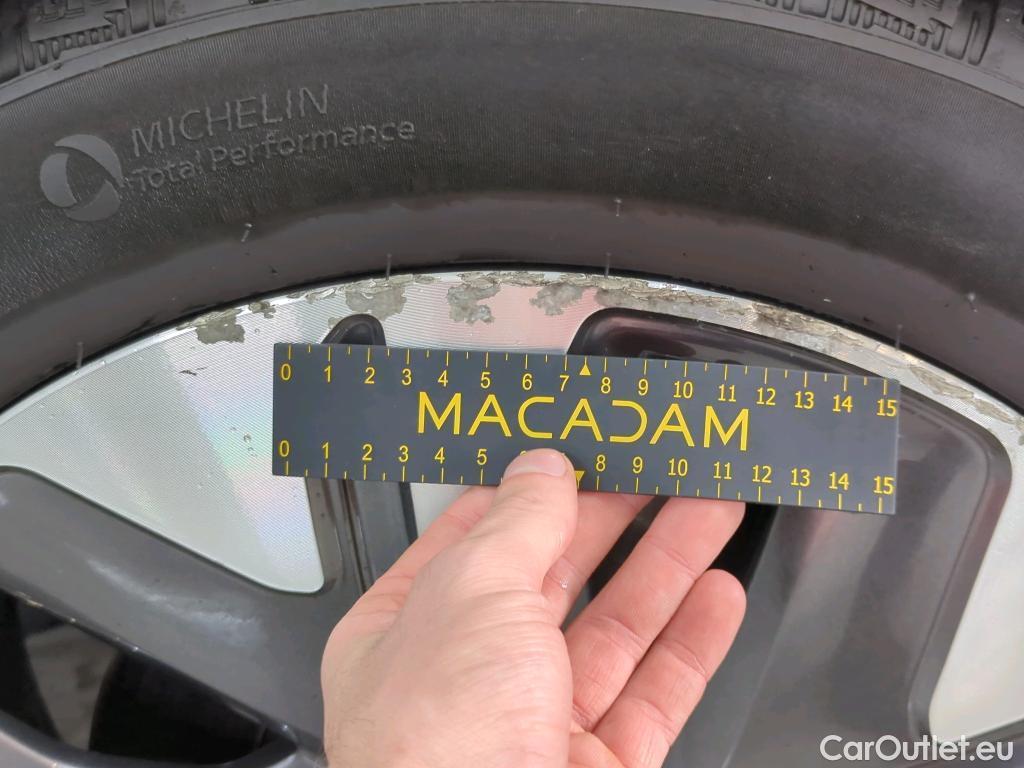 MICHELIN
Total Performance
0 1 2 3 4 5 6 7 8 9 10 11 12 13 14 15
MACADAM
0 1 2 3 4 5 8 9 10 11 12 13 14 15
CarOutlet.eu